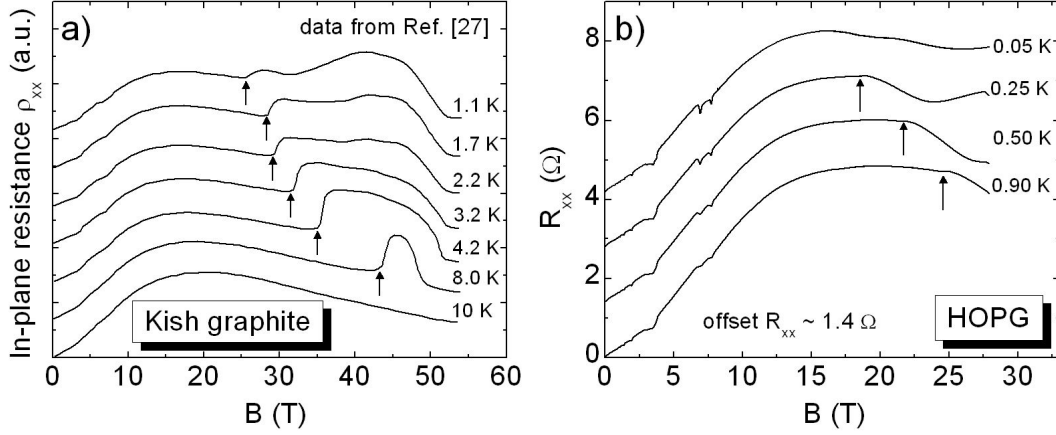 a)
data from Ref. [27]
In-plane resistance ρxx (a.u.)
1.1 K
1.7 K
2.2 K
3.2 K
4.2 K
8.0 K
10 K
Kish graphite
0 10 20 30 40 50 60
B (T)
b)
Rxx (Ω)
8
6
4
2
0
0.05 K
0.25 K
0.50 K
0.90 K
offset Rxx ~ 1.4 Ω
HOPG
0 5 10 15 20 25 30
B (T)